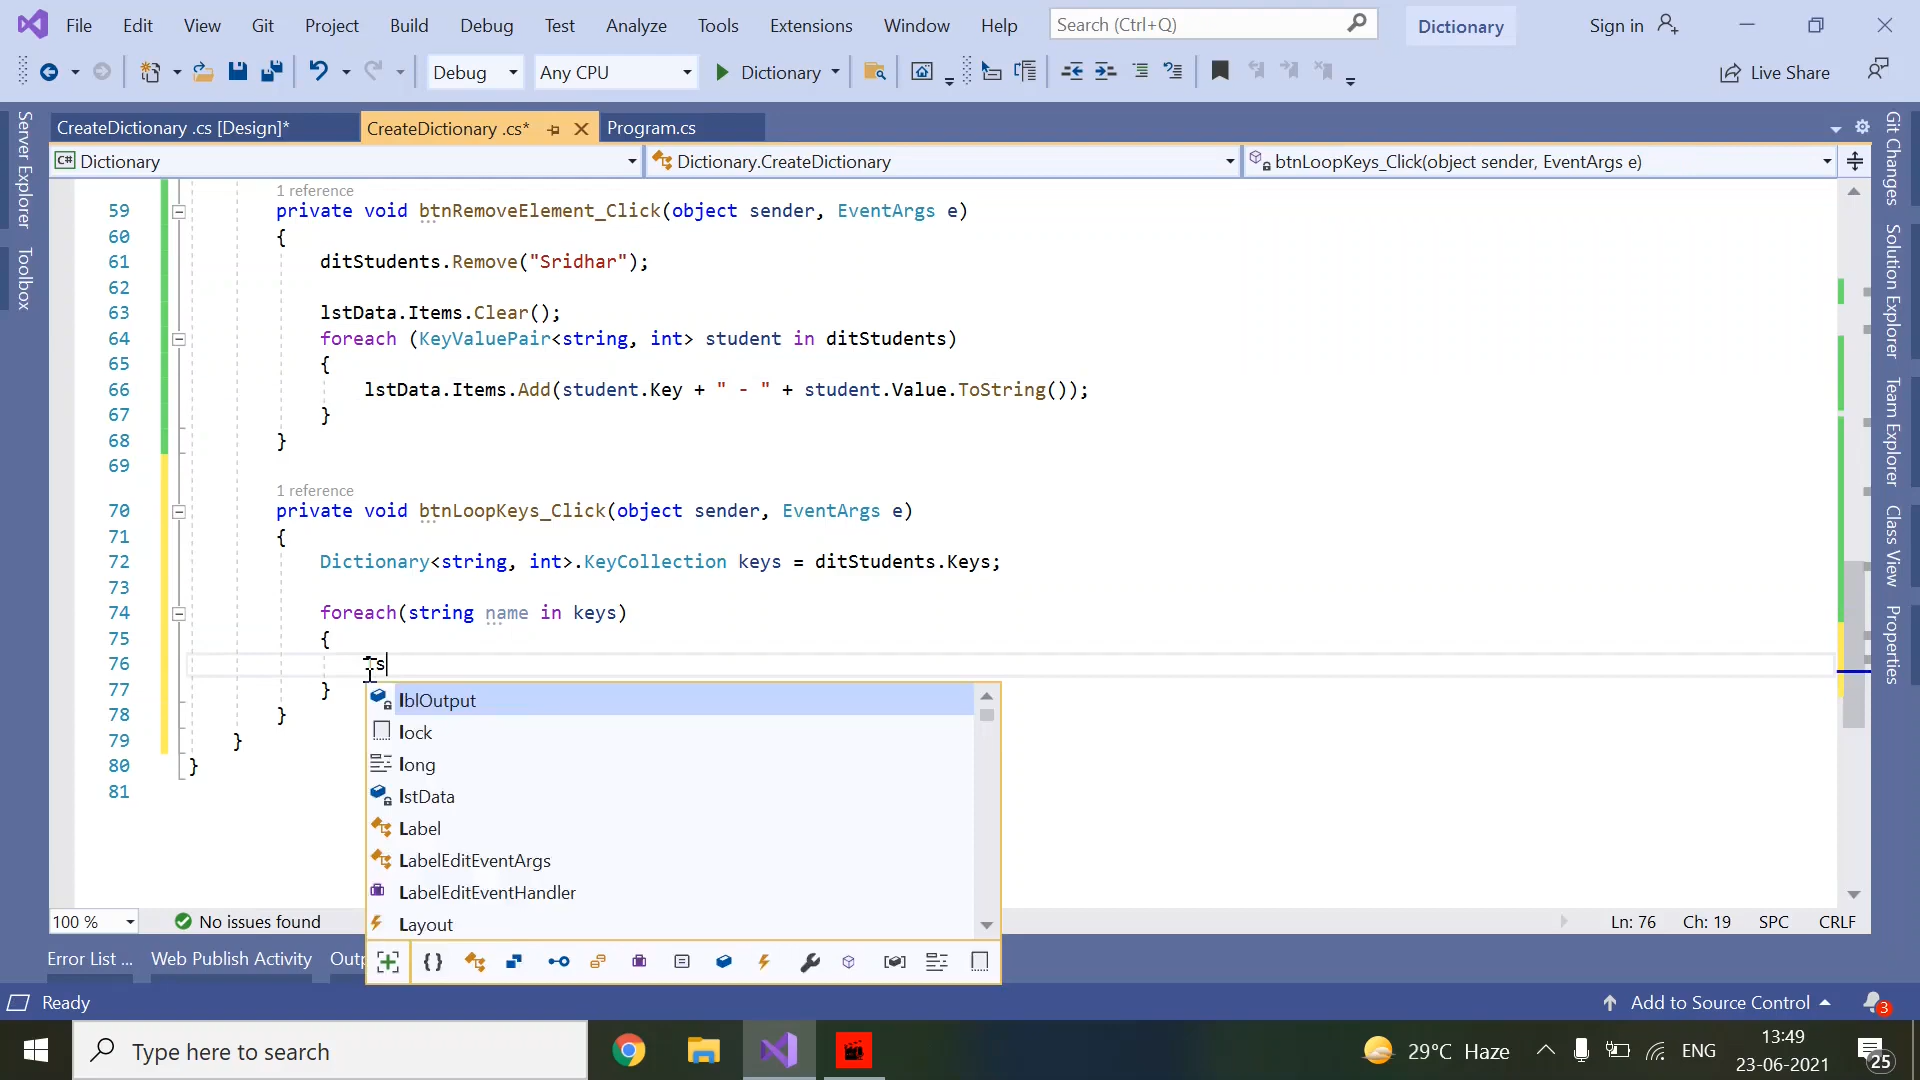 File Edit View Git Project Build Debug Test Analyze Tools Extensions Window Help Search (Ctrl+Q) Dictionary Sign in
Debug Any CPU Dictionary Live Share
CreateDictionary .cs [Design]* CreateDictionary .cs* Program.cs
C# Dictionary Dictionary.CreateDictionary btnLoopKeys_Click(object sender, EventArgs e)
Server Explorer
Toolbox
1 reference
59 private void btnRemoveElement_Click(object sender, EventArgs e)
60 {
61 ditStudents.Remove("Sridhar");
62
63 lstData.Items.Clear();
64 foreach (KeyValuePair<string, int> student in ditStudents)
65 {
66 lstData.Items.Add(student.Key + " - " + student.Value.ToString());
67 }
68 }
69
1 reference
70 private void btnLoopKeys_Click(object sender, EventArgs e)
71 {
72 Dictionary<string, int>.KeyCollection keys = ditStudents.Keys;
73
74 foreach(string name in keys)
75 {
76 ls
77 }
78 }
79 }
80 }
81
lblOutput
lock
long
lstData
Label
LabelEditEventArgs
LabelEditEventHandler
Layout
Git Changes
Solution Explorer
Team Explorer
Class View
Properties
100 % No issues found Ln: 76 Ch: 19 SPC CRLF
Error List ... Web Publish Activity Outp
Ready Add to Source Control 3
Type here to search 29°C Haze ENG 13:49
23-06-2021 25